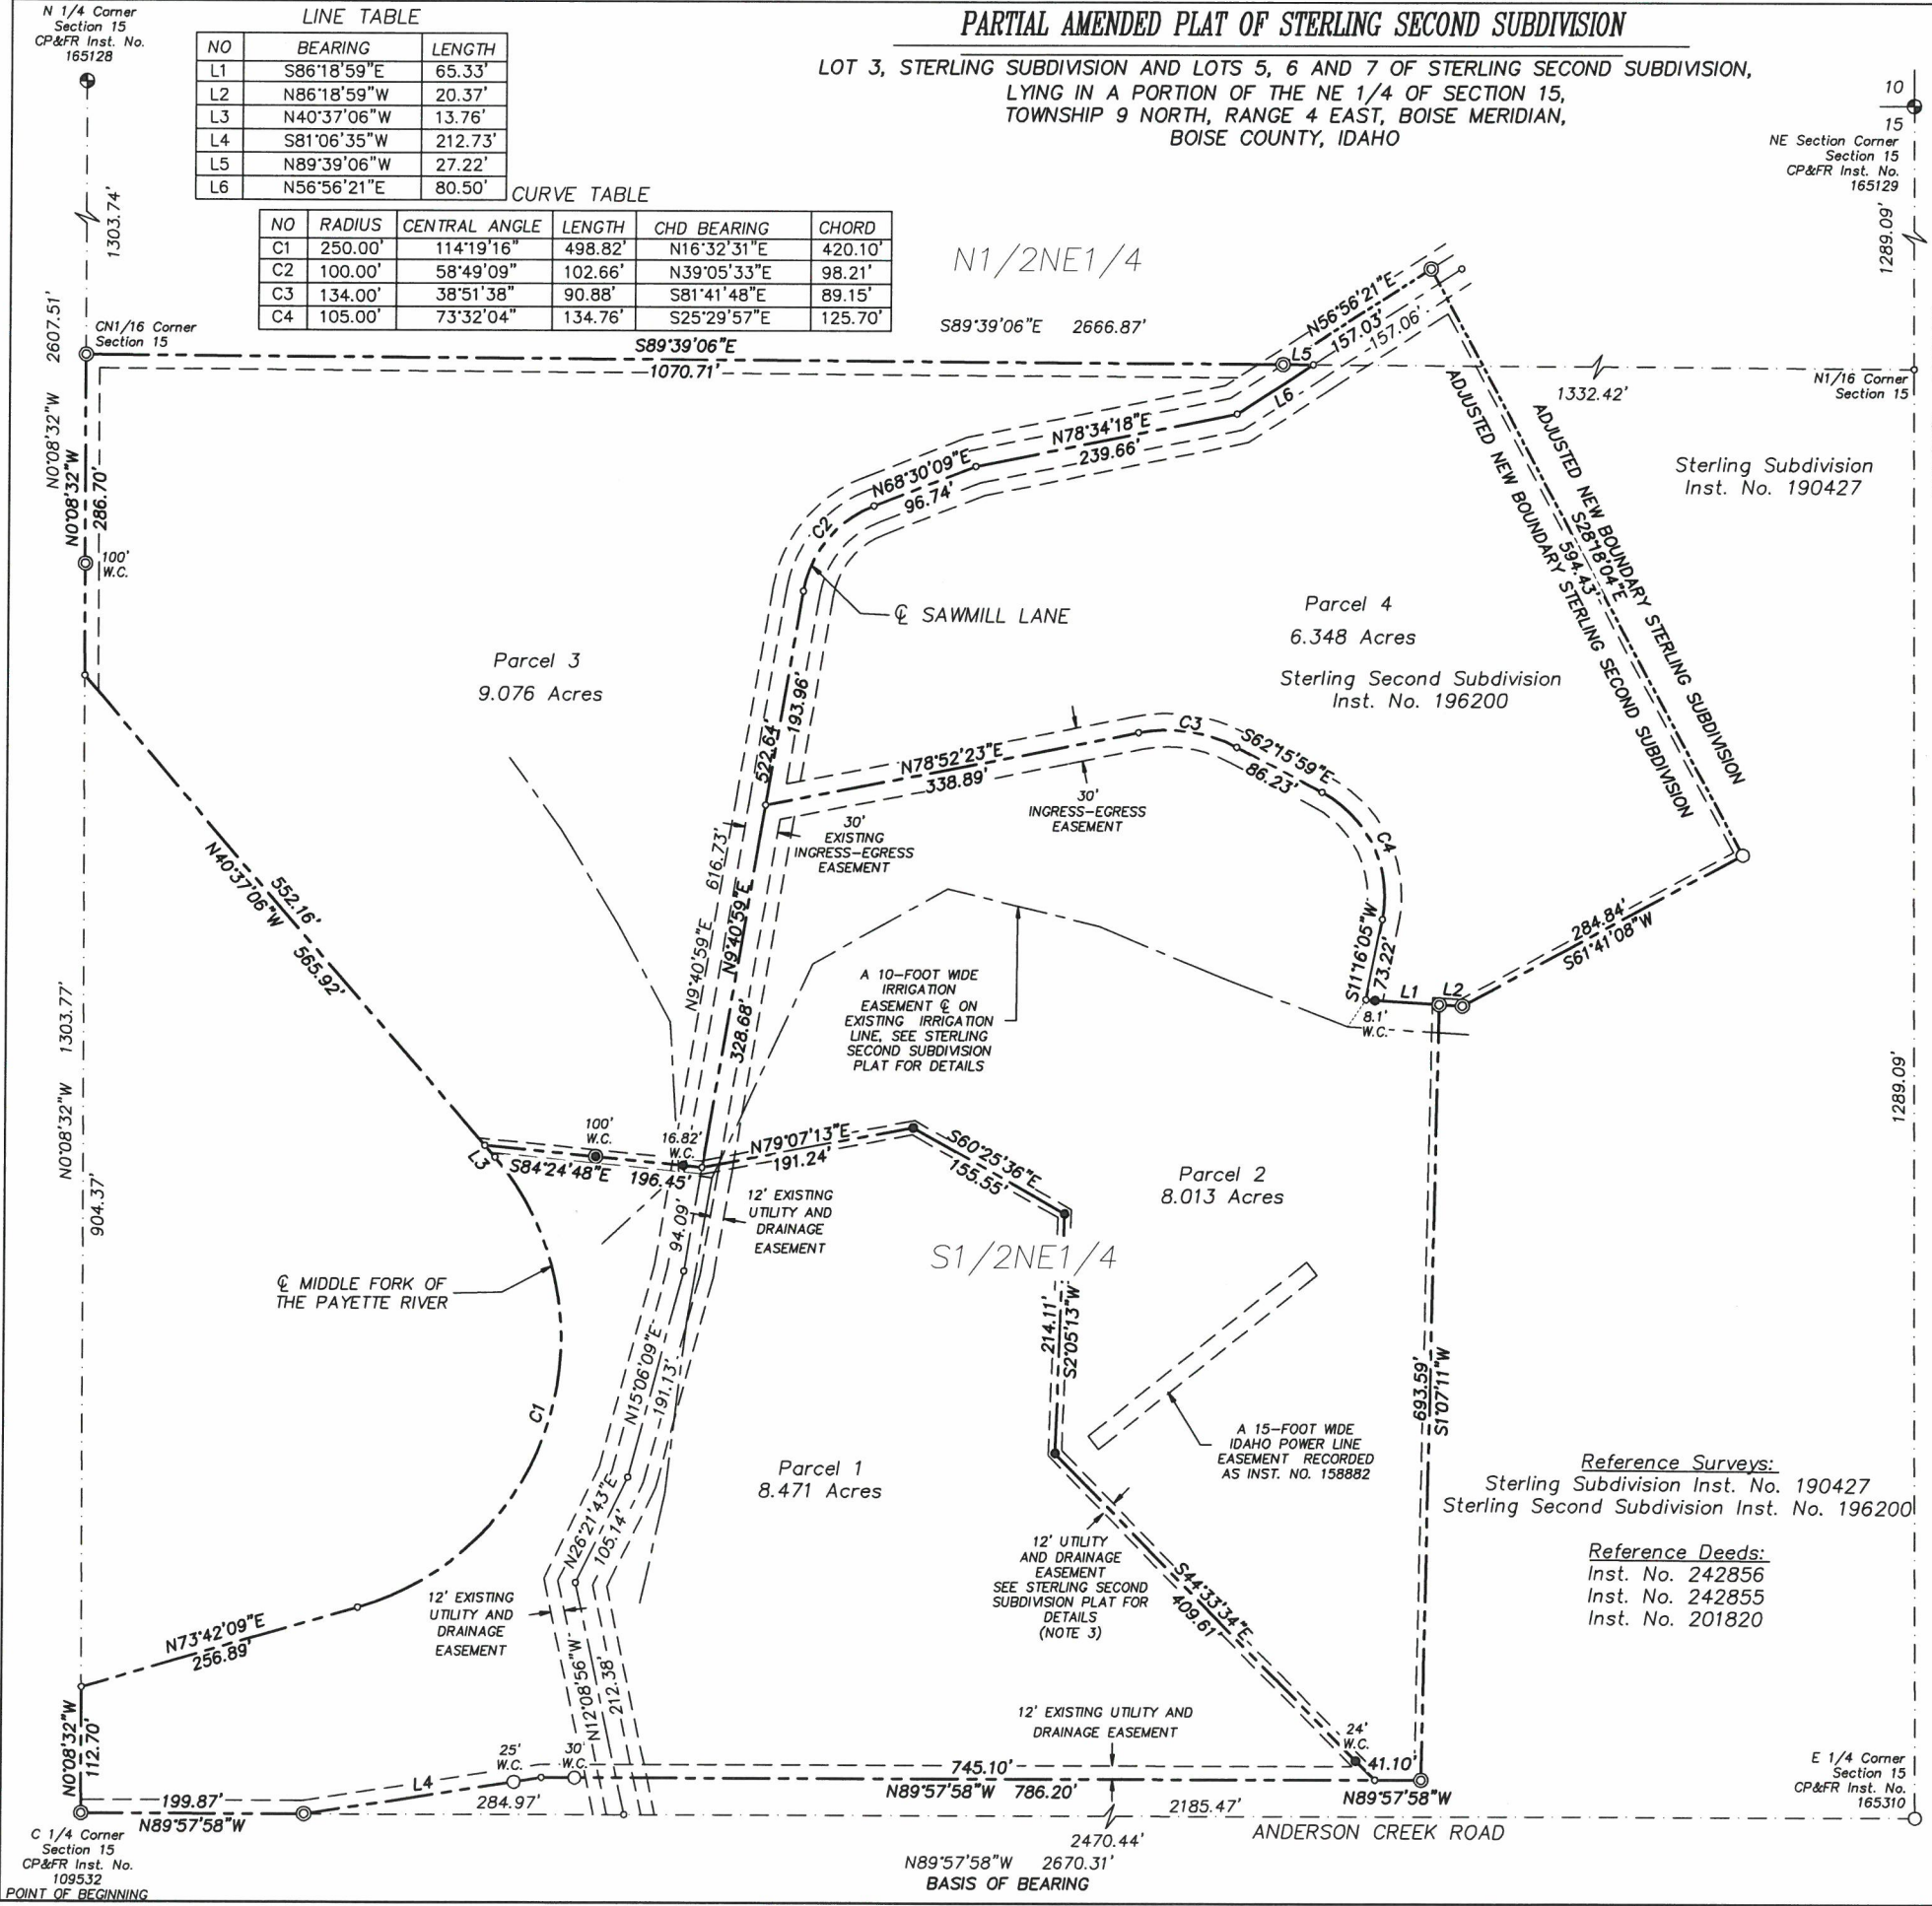 PARTIAL AMENDED PLAT OF STERLING SECOND SUBDIVISION
LOT 3, STERLING SUBDIVISION AND LOTS 5, 6 AND 7 OF STERLING SECOND SUBDIVISION,
LYING IN A PORTION OF THE NE 1/4 OF SECTION 15,
TOWNSHIP 9 NORTH, RANGE 4 EAST, BOISE MERIDIAN,
BOISE COUNTY, IDAHO
N 1/4 Corner
Section 15
CP&FR Inst. No.
165128
LINE TABLE
NO BEARING LENGTH
L1 S86°18'59"E 65.33'
L2 N86°18'59"W 20.37'
L3 N40°37'06"W 13.76'
L4 S81°06'35"W 212.73'
L5 N89°39'06"W 27.22'
L6 N56°56'21"E 80.50'
CURVE TABLE
NO RADIUS CENTRAL ANGLE LENGTH CHD BEARING CHORD
C1 250.00' 114°19'16" 498.82' N16°32'31"E 420.10'
C2 100.00' 58°49'09" 102.66' N39°05'33"E 98.21'
C3 134.00' 38°51'38" 90.88' S81°41'48"E 89.15'
C4 105.00' 73°32'04" 134.76' S25°29'57"E 125.70'
10
15
NE Section Corner
Section 15
CP&FR Inst. No.
165129
1303.74'
1289.09'
N0°08'32"W 2607.51'
CN1/16 Corner
Section 15
N1/2NE1/4
S89°39'06"E 2666.87'
S89°39'06"E
1070.71'
L5
N56°56'21"E
157.03'
157.06'
L6
1332.42'
N1/16 Corner
Section 15
N0°08'32"W
286.70'
100'
W.C.
N78°34'18"E
239.66'
N68°30'09"E
96.74'
C2
ADJUSTED NEW BOUNDARY STERLING SUBDIVISION
S28°18'04"E
594.43'
ADJUSTED NEW BOUNDARY STERLING SECOND SUBDIVISION
Sterling Subdivision
Inst. No. 190427
℄ SAWMILL LANE
Parcel 4
6.348 Acres
Sterling Second Subdivision
Inst. No. 196200
Parcel 3
9.076 Acres
193.96'
522.64'
N78°52'23"E
338.89'
C3
S62°15'59"E
86.23'
C4
30'
INGRESS-EGRESS
EASEMENT
30'
EXISTING
INGRESS-EGRESS
EASEMENT
616.73'
N9°40'59"E
N9°40'59"E
328.68'
N40°37'06"W
552.16'
565.92'
A 10-FOOT WIDE
IRRIGATION
EASEMENT ℄ ON
EXISTING IRRIGATION
LINE, SEE STERLING
SECOND SUBDIVISION
PLAT FOR DETAILS
S11°16'05"W
73.22'
L1
L2
8.1'
W.C.
284.84'
S61°41'08"W
N0°08'32"W 1303.77'
904.37'
1289.09'
100'
W.C.
16.82'
W.C.
L3
S84°24'48"E
196.45'
N79°07'13"E
191.24'
S60°25'36"E
155.55'
12' EXISTING
UTILITY AND
DRAINAGE
EASEMENT
Parcel 2
8.013 Acres
94.09'
S1/2NE1/4
℄ MIDDLE FORK OF
THE PAYETTE RIVER
C1
214.11'
S2°05'13"W
N15°06'09"E
191.13'
693.59'
S1°07'11"W
A 15-FOOT WIDE
IDAHO POWER LINE
EASEMENT RECORDED
AS INST. NO. 158882
Parcel 1
8.471 Acres
Reference Surveys:
Sterling Subdivision Inst. No. 190427
Sterling Second Subdivision Inst. No. 196200
Reference Deeds:
Inst. No. 242856
Inst. No. 242855
Inst. No. 201820
N26°21'43"E
105.14'
12' UTILITY
AND DRAINAGE
EASEMENT
SEE STERLING SECOND
SUBDIVISION PLAT FOR
DETAILS
(NOTE 3)
S44°33'34"E
409.61'
12' EXISTING
UTILITY AND
DRAINAGE
EASEMENT
N73°42'09"E
256.89'
N12°08'56"W
212.38'
N0°08'32"W
112.70'
12' EXISTING UTILITY AND
DRAINAGE EASEMENT
24'
W.C.
25'
W.C.
30'
W.C.
745.10'
41.10'
E 1/4 Corner
Section 15
CP&FR Inst. No.
165310
199.87'
L4
N89°57'58"W 786.20'
N89°57'58"W
N89°57'58"W
284.97'
2185.47'
C 1/4 Corner
Section 15
CP&FR Inst. No.
109532
POINT OF BEGINNING
2470.44'
ANDERSON CREEK ROAD
N89°57'58"W 2670.31'
BASIS OF BEARING